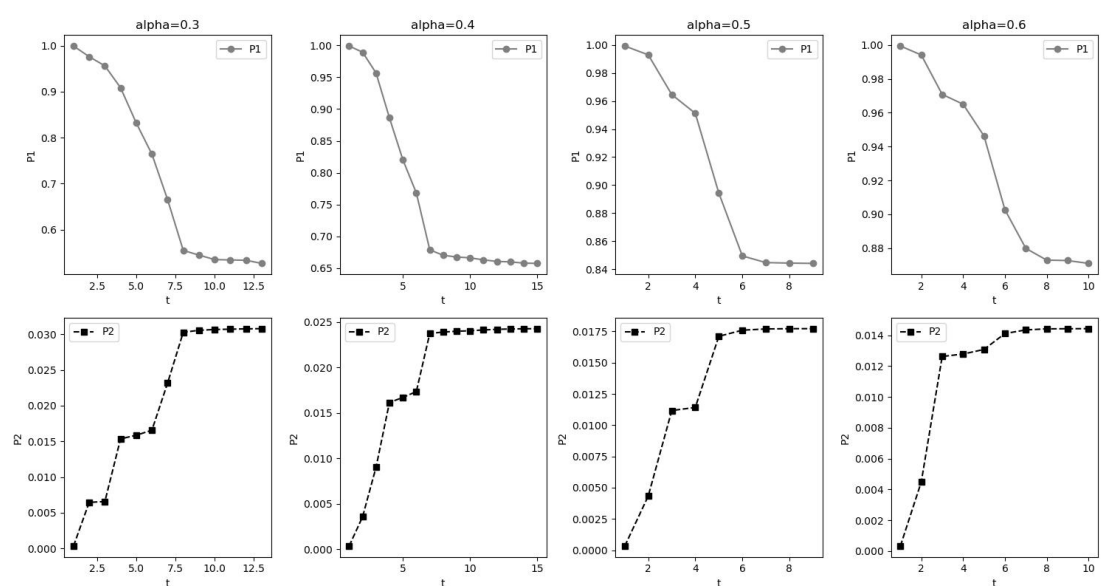 alpha=0.3
alpha=0.4
alpha=0.5
alpha=0.6
P1
1.0
0.9
0.8
0.7
0.6
P1
2.5 5.0 7.5 10.0 12.5
t
P1
1.00
0.95
0.90
0.85
0.80
0.75
0.70
0.65
P1
5 10 15
t
P1
1.00
0.98
0.96
0.94
0.92
0.90
0.88
0.86
0.84
P1
2 4 6 8
t
P1
1.00
0.98
0.96
0.94
0.92
0.90
0.88
P1
2 4 6 8 10
t
P2
0.030
0.025
0.020
0.015
0.010
0.005
0.000
P2
2.5 5.0 7.5 10.0 12.5
t
P2
0.025
0.020
0.015
0.010
0.005
0.000
P2
5 10 15
t
P2
0.0175
0.0150
0.0125
0.0100
0.0075
0.0050
0.0025
0.0000
P2
2 4 6 8
t
P2
0.014
0.012
0.010
0.008
0.006
0.004
0.002
0.000
P2
2 4 6 8 10
t